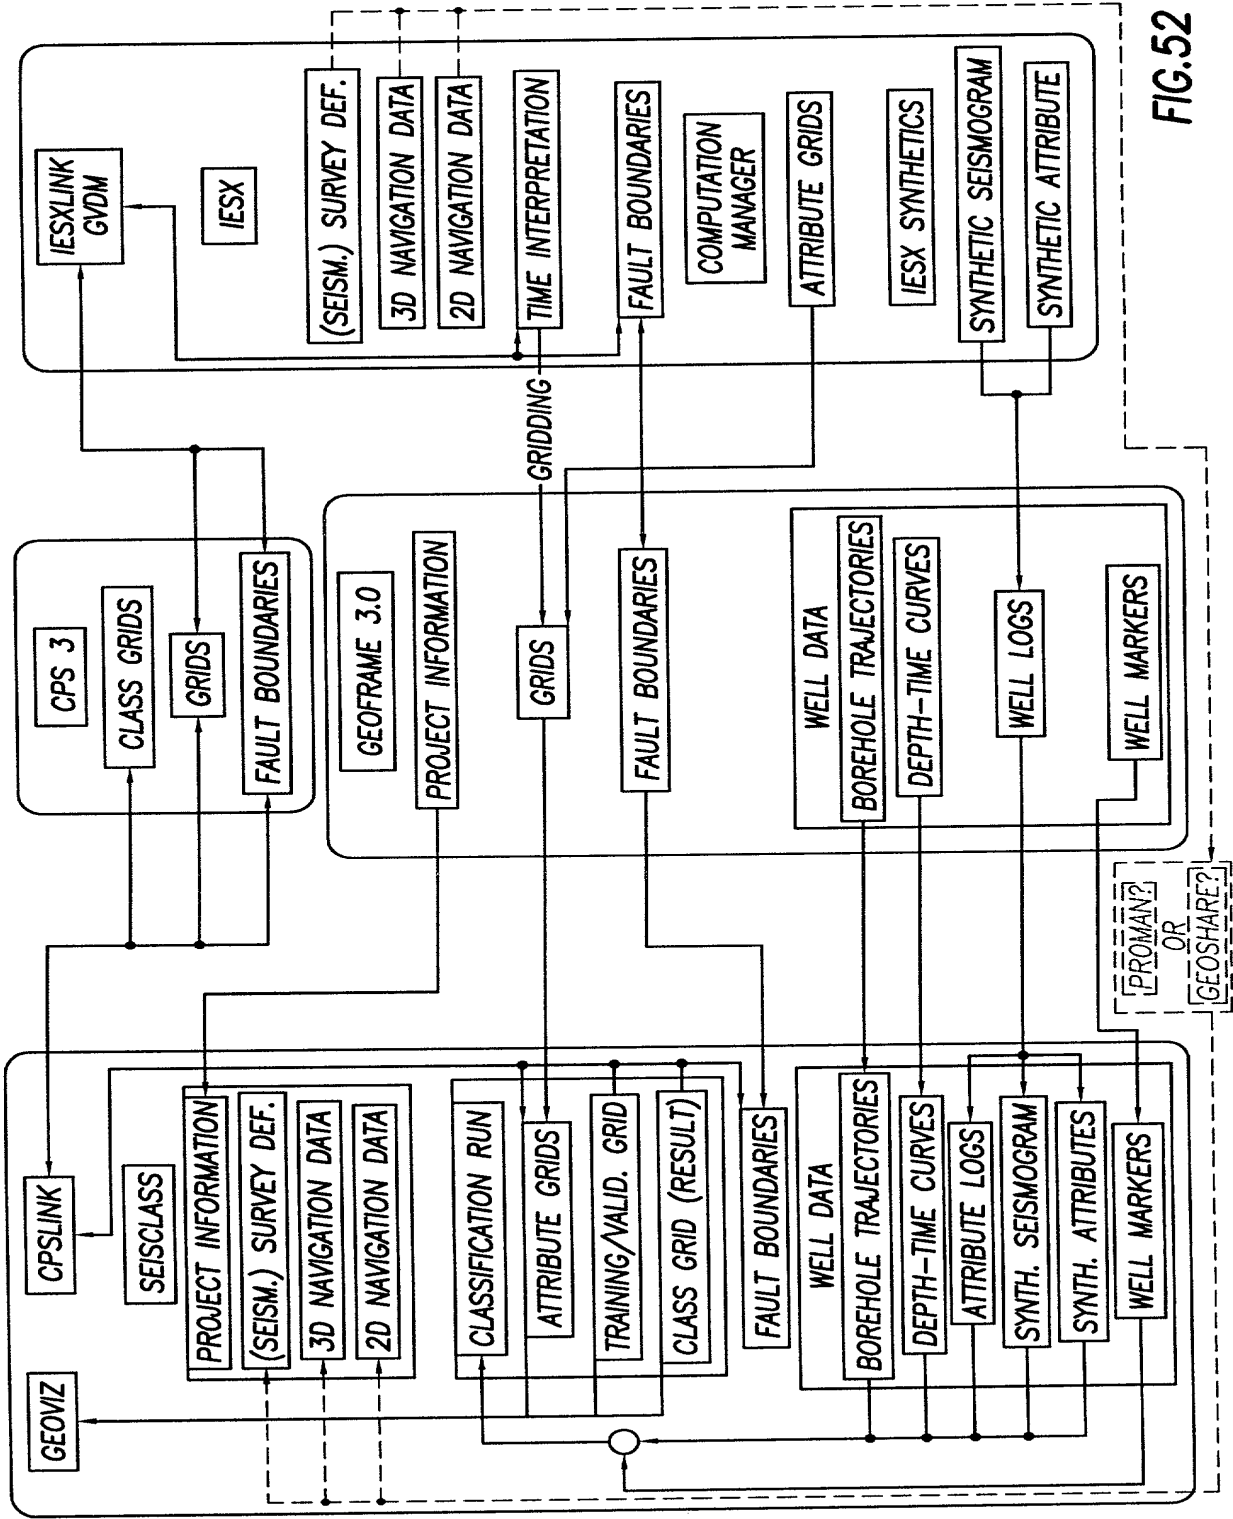 GEOVIZ
CPSLINK
SEISCLASS
PROJECT INFORMATION
(SEISM.) SURVEY DEF.
3D NAVIGATION DATA
2D NAVIGATION DATA
CLASSIFICATION RUN
ATTRIBUTE GRIDS
TRAINING/VALID. GRID
CLASS GRID (RESULT)
FAULT BOUNDARIES
WELL DATA
BOREHOLE TRAJECTORIES
DEPTH-TIME CURVES
ATTRIBUTE LOGS
SYNTH. SEISMOGRAM
SYNTH. ATTRIBUTES
WELL MARKERS
PROMAN?
OR
GEOSHARE?
CPS 3
CLASS GRIDS
GRIDS
FAULT BOUNDARIES
GEOFRAME 3.0
PROJECT INFORMATION
GRIDS
FAULT BOUNDARIES
WELL DATA
BOREHOLE TRAJECTORIES
DEPTH-TIME CURVES
WELL LOGS
WELL MARKERS
GRIDDING
IESXLINK
GVDM
IESX
(SEISM.) SURVEY DEF.
3D NAVIGATION DATA
2D NAVIGATION DATA
TIME INTERPRETATION
FAULT BOUNDARIES
COMPUTATION
MANAGER
ATTRIBUTE GRIDS
IESX SYNTHETICS
SYNTHETIC SEISMOGRAM
SYNTHETIC ATTRIBUTE
FIG.52